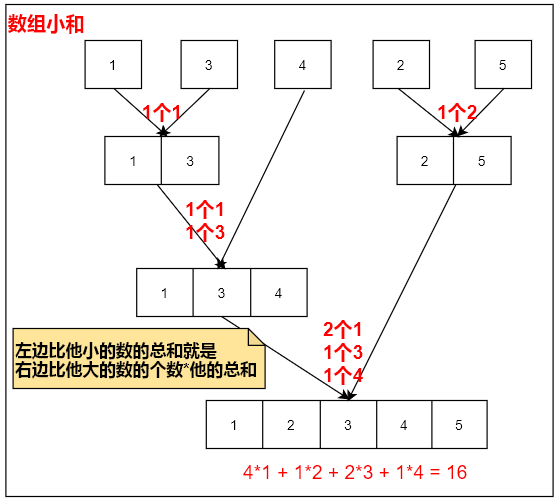 数组小和
1 3 4 2 5
1个1 1个2
1 3 2 5
1个1
1个3
1 3 4
2个1
1个3
1个4
左边比他小的数的总和就是
右边比他大的数的个数*他的总和
1 2 3 4 5
4*1 + 1*2 + 2*3 + 1*4 = 16